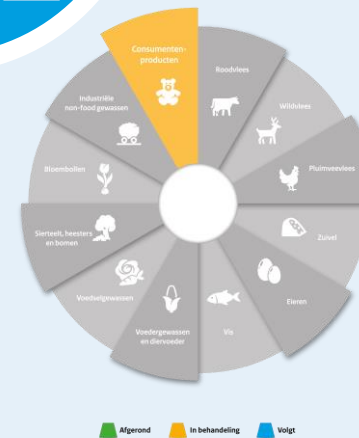 Consumenten-
producten
Roodvlees
Wildvlees
Pluimveevlees
Zuivel
Eieren
Vis
Voedergewassen
en diervoeder
Voedselgewassen
Sierteelt, heesters
en bomen
Bloembollen
Industriële
non-food gewassen
Afgerond
In behandeling
Volgt